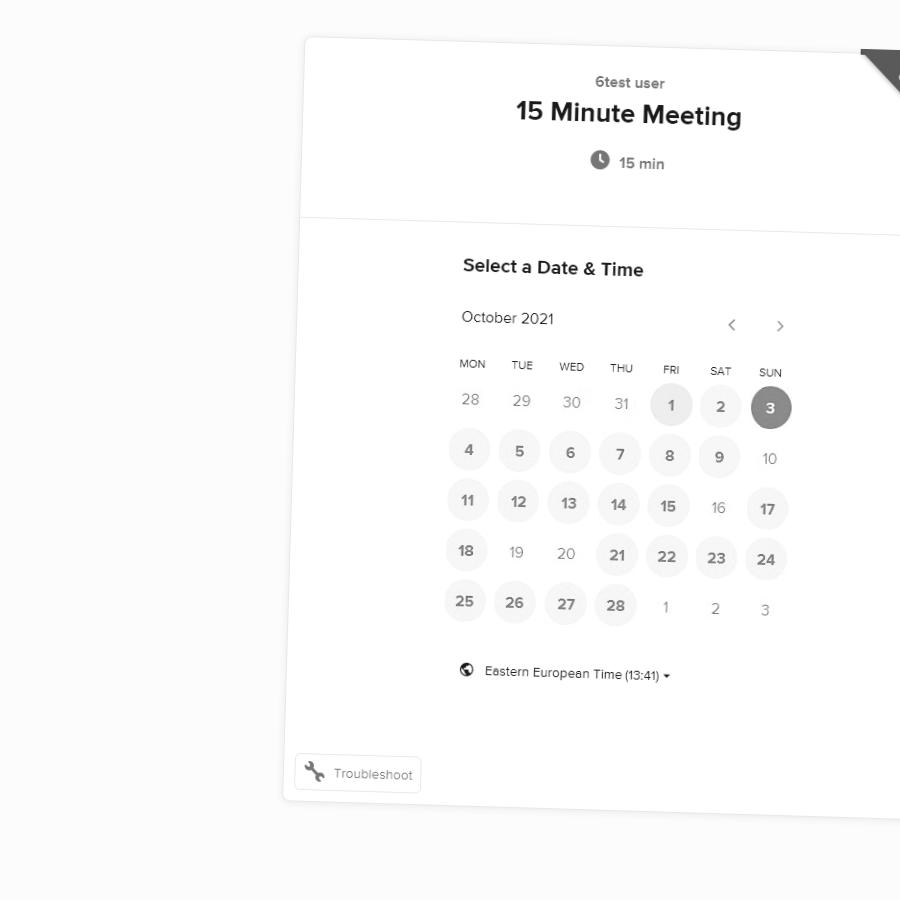 6test user
15 Minute Meeting
15 min
Select a Date & Time
October 2021
MON TUE WED THU FRI SAT SUN
28 29 30 31 1 2 3
4 5 6 7 8 9 10
11 12 13 14 15 16 17
18 19 20 21 22 23 24
25 26 27 28 1 2 3
Eastern European Time (13:41)
Troubleshoot